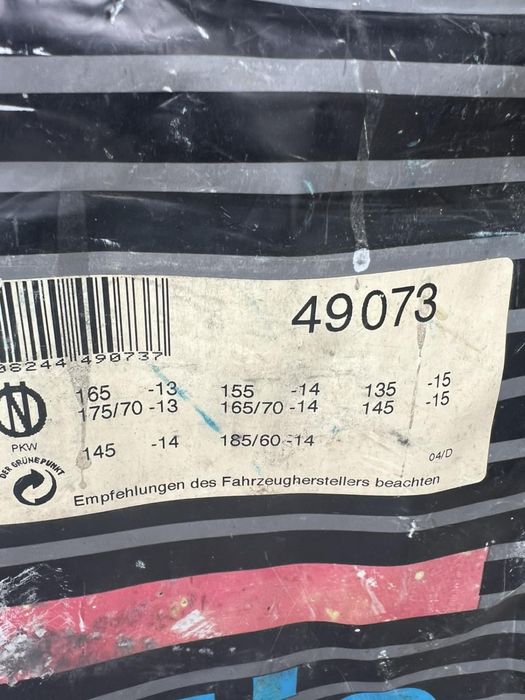 49073
08244 490737
165 -13 155 -14 135 -15
175/70 -13 165/70 -14 145 -15
145 -14 185/60 -14
PKW
DER GRÜNE PUNKT
04/D
Empfehlungen des Fahrzeugherstellers beachten